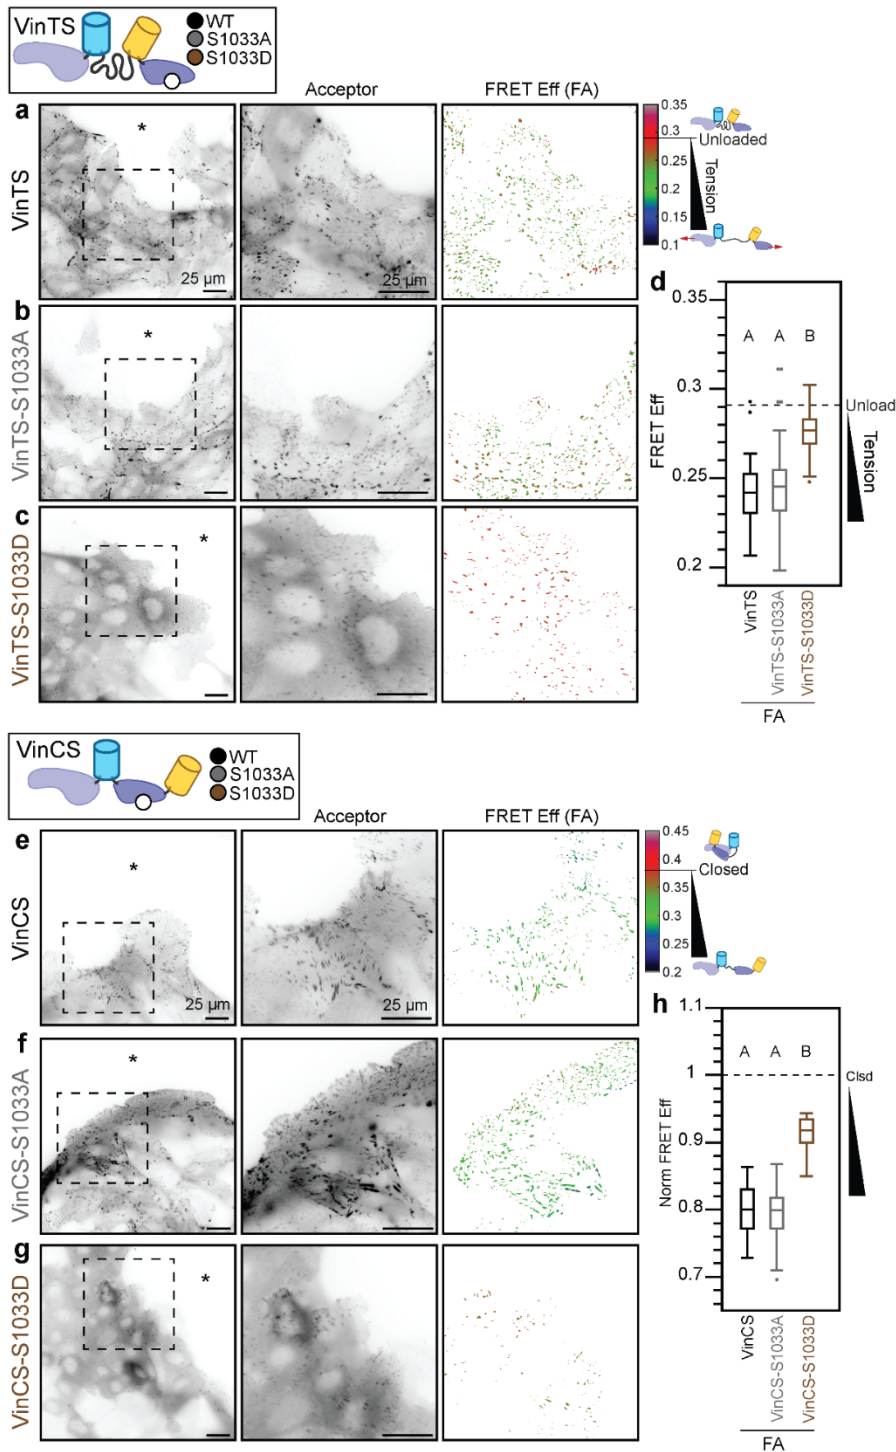 VinTS
WT
S1033A
S1033D
Acceptor
FRET Eff (FA)
a
VinTS
*
25 µm
25 µm
0.35
0.3
0.25
0.2
0.15
0.1
Unloaded
Tension
b
VinTS-S1033A
*
c
VinTS-S1033D
*
d
FRET Eff
0.35
0.3
0.25
0.2
A
A
B
Unload
Tension
VinTS
VinTS-S1033A
VinTS-S1033D
FA
VinCS
WT
S1033A
S1033D
Acceptor
FRET Eff (FA)
e
VinCS
*
25 µm
25 µm
0.45
0.4
0.35
0.3
0.25
0.2
Closed
f
VinCS-S1033A
*
g
VinCS-S1033D
*
h
Norm FRET Eff
1.1
1
0.9
0.8
0.7
A
A
B
Clsd
VinCS
VinCS-S1033A
VinCS-S1033D
FA